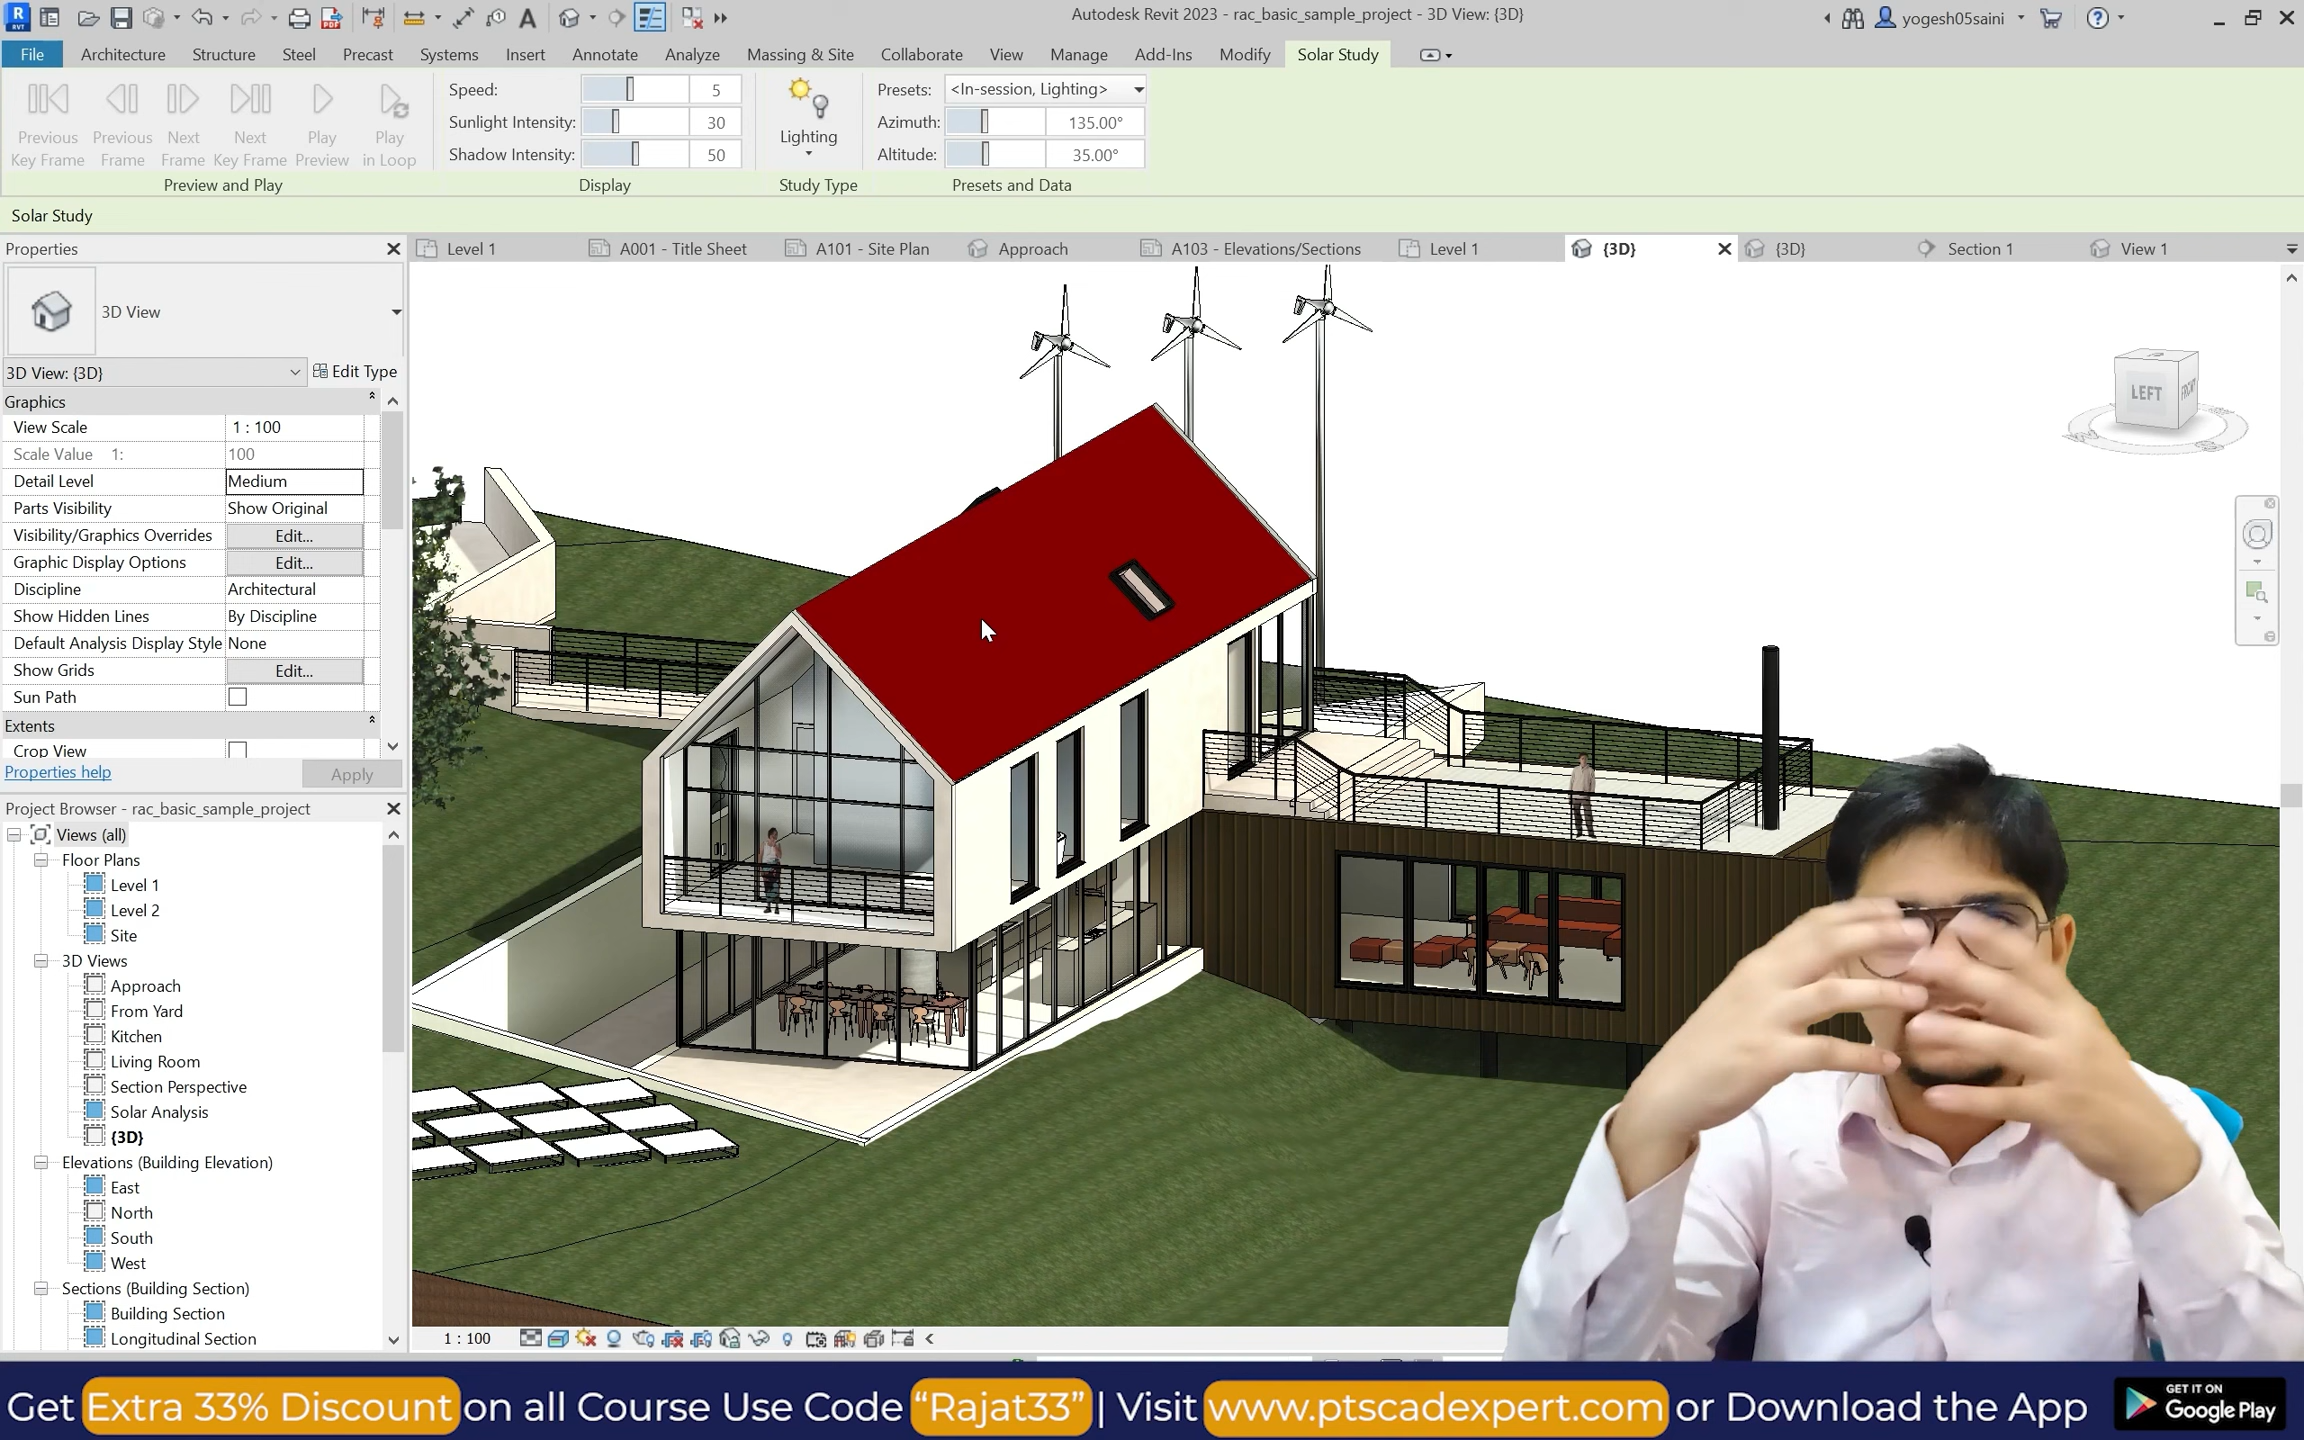 Autodesk Revit 2023 - rac_basic_sample_project - 3D View: {3D}
yogesh05saini
File Architecture Structure Steel Precast Systems Insert Annotate Analyze Massing & Site Collaborate View Manage Add-Ins Modify Solar Study
Previous Key Frame
Previous Frame
Next Frame
Next Key Frame
Play Preview
Play in Loop
Preview and Play
Speed: 5
Sunlight Intensity: 30
Shadow Intensity: 50
Display
Lighting
Study Type
Presets: <In-session, Lighting>
Azimuth: 135.00°
Altitude: 35.00°
Presets and Data
Solar Study
Properties
Level 1 A001 - Title Sheet A101 - Site Plan Approach A103 - Elevations/Sections Level 1 {3D} {3D} Section 1 View 1
3D View
3D View: {3D} Edit Type
Graphics
View Scale 1 : 100
Scale Value 1: 100
Detail Level Medium
Parts Visibility Show Original
Visibility/Graphics Overrides Edit...
Graphic Display Options Edit...
Discipline Architectural
Show Hidden Lines By Discipline
Default Analysis Display Style None
Show Grids Edit...
Sun Path
Extents
Crop View
Properties help Apply
Project Browser - rac_basic_sample_project
Views (all)
Floor Plans
Level 1
Level 2
Site
3D Views
Approach
From Yard
Kitchen
Living Room
Section Perspective
Solar Analysis
{3D}
Elevations (Building Elevation)
East
North
South
West
Sections (Building Section)
Building Section
Longitudinal Section
LEFT FRONT
1 : 100
Get Extra 33% Discount on all Course Use Code “Rajat33” | Visit www.ptscadexpert.com or Download the App
GET IT ON
Google Play